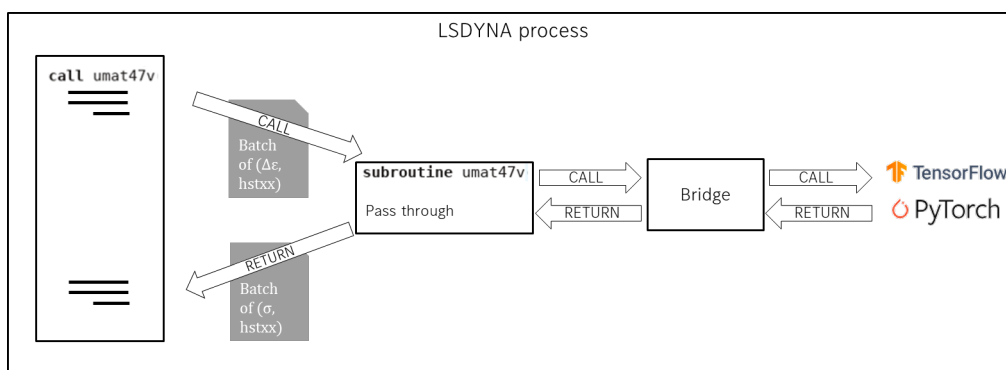 LSDYNA process
call umat47v
CALL
Batch
of (Δε,
hstxx)
subroutine umat47v
Pass through
CALL
RETURN
Bridge
CALL
RETURN
TensorFlow
PyTorch
RETURN
Batch
of (σ,
hstxx)